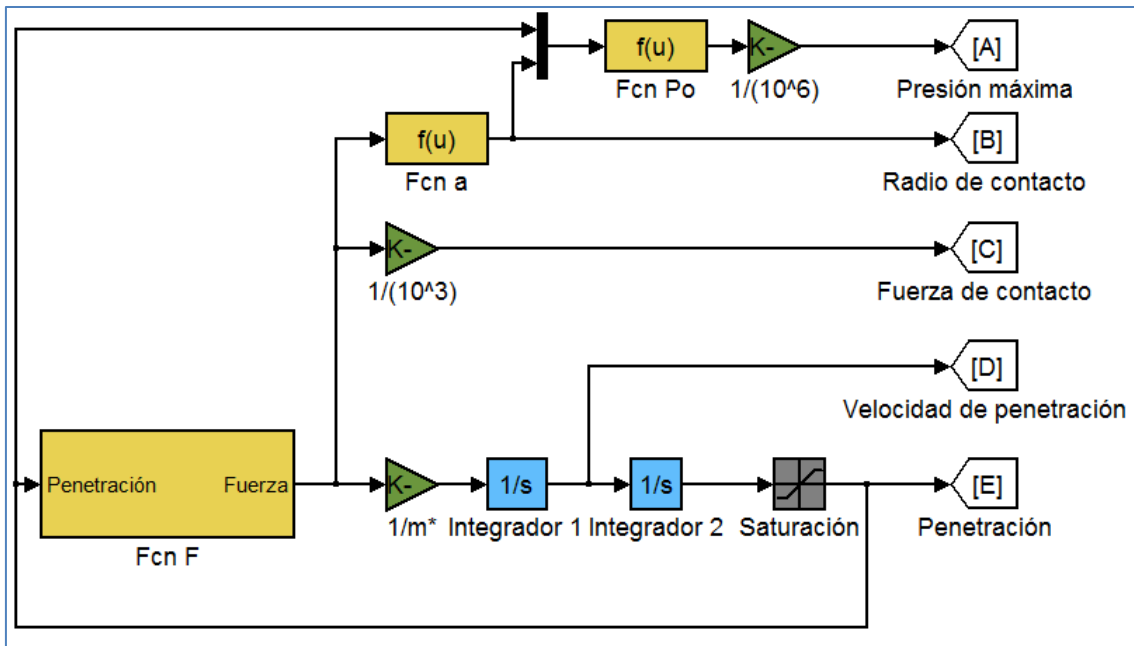 f(u)
K-
[A]
Fcn Po
1/(10^6)
Presión máxima
f(u)
[B]
Fcn a
Radio de contacto
K-
[C]
1/(10^3)
Fuerza de contacto
[D]
Velocidad de penetración
Penetración
Fuerza
K-
1/s
1/s
[E]
Fcn F
1/m*
Integrador 1
Integrador 2
Saturación
Penetración